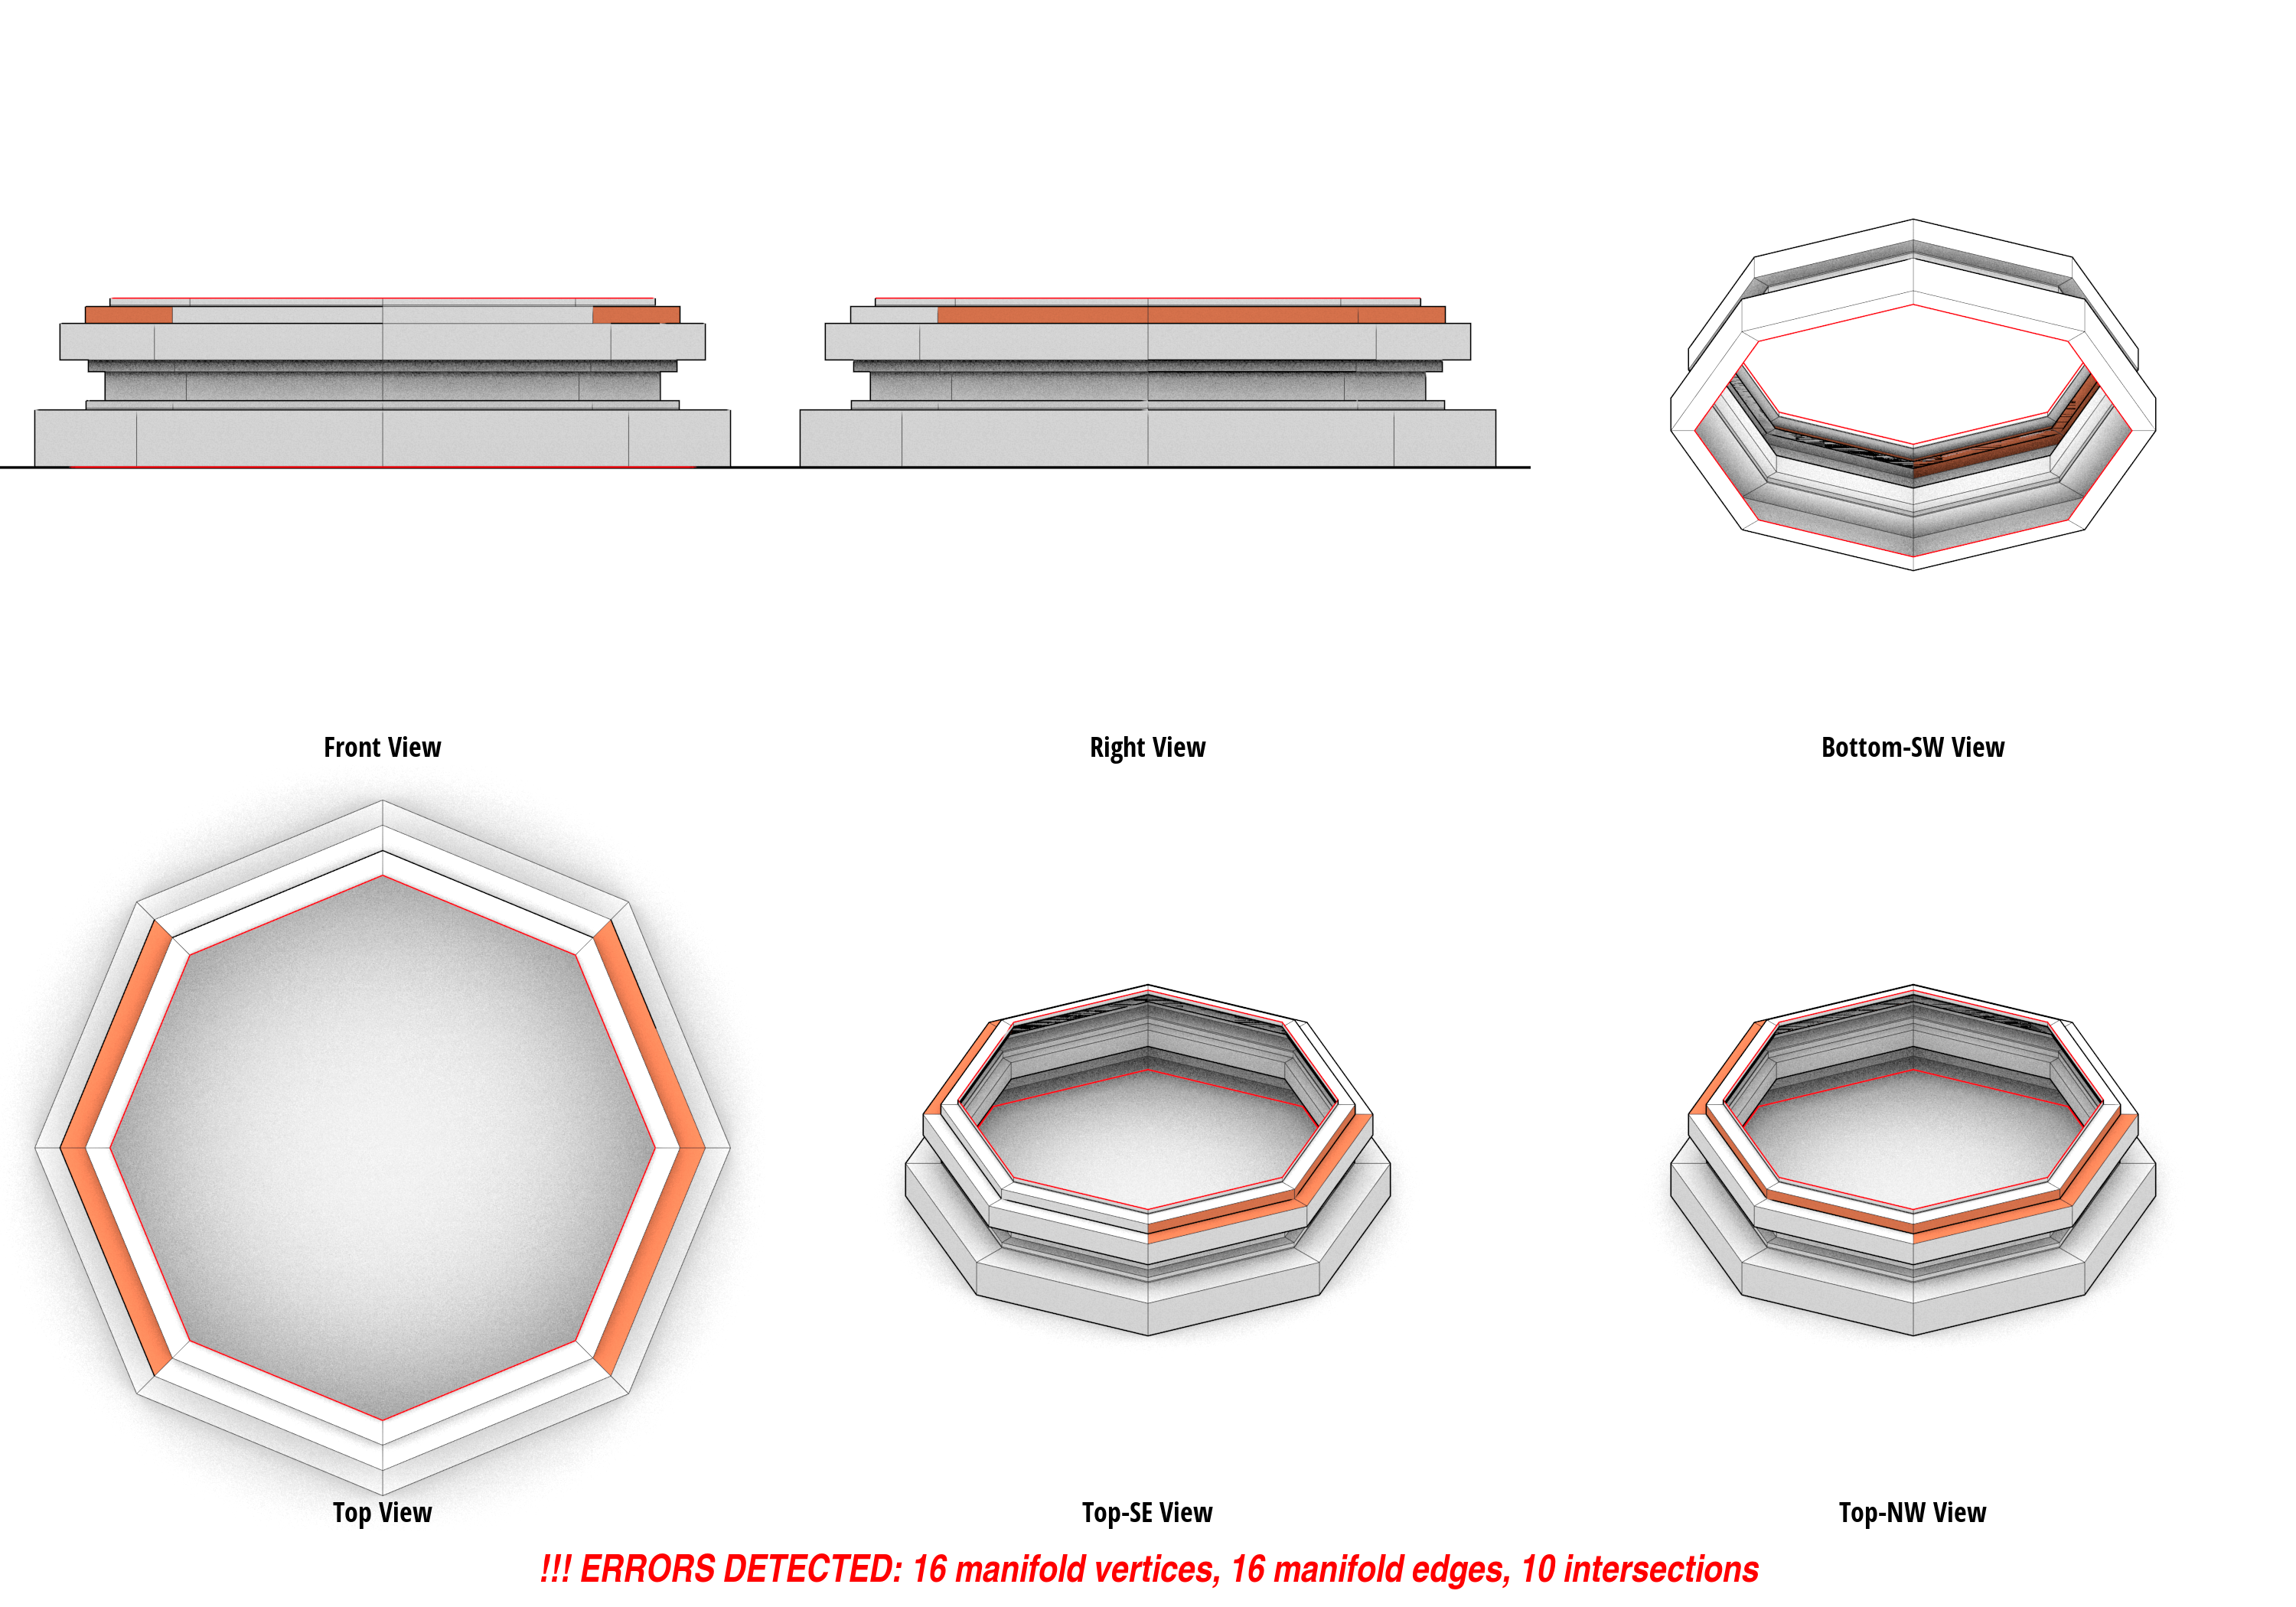 Front View
Right View
Bottom-SW View
Top View
Top-SE View
Top-NW View
!!! ERRORS DETECTED: 16 manifold vertices, 16 manifold edges, 10 intersections